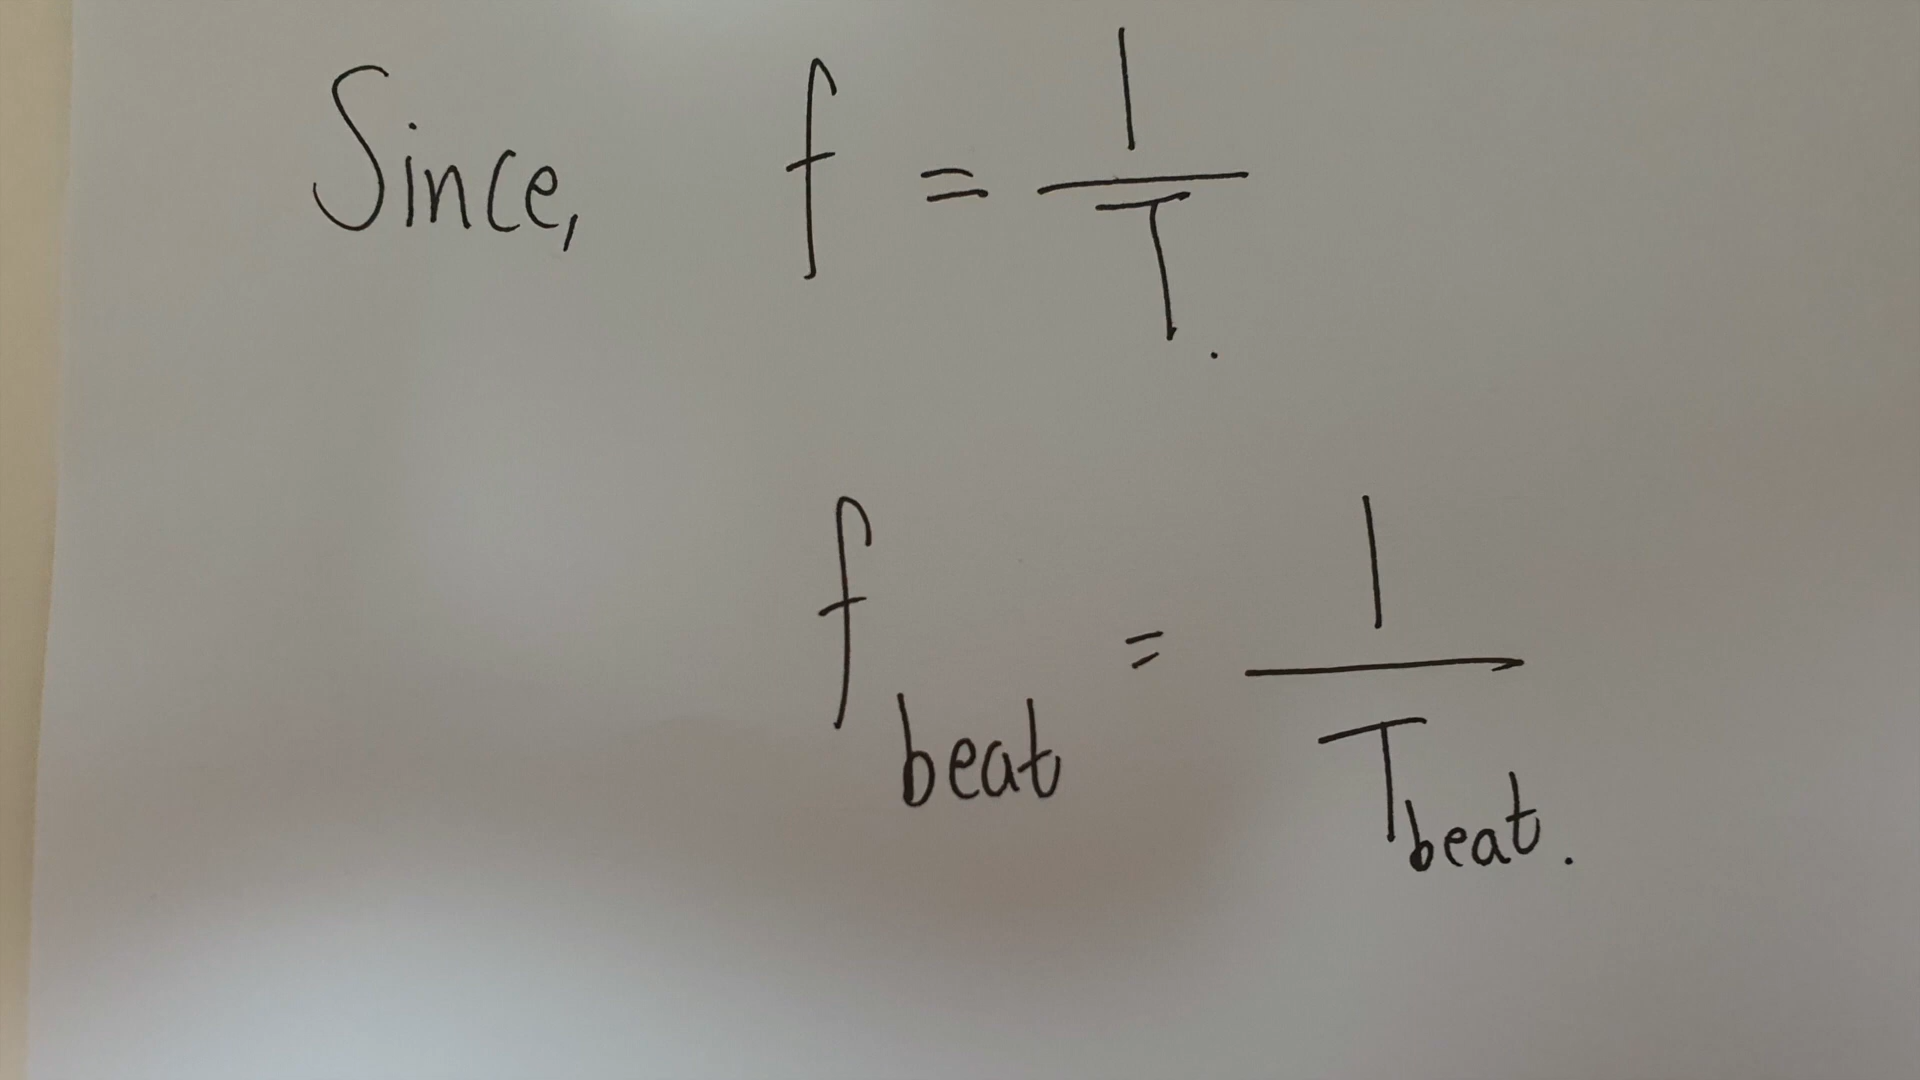 Since, f = 1/T.
f_beat = 1/T_beat.